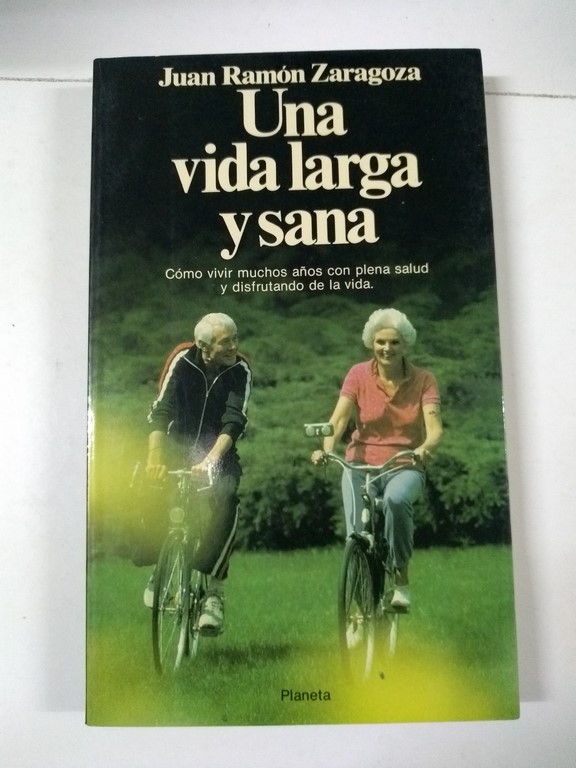 Juan Ramón Zaragoza
Una
vida larga
y sana
Cómo vivir muchos años con plena salud
y disfrutando de la vida.
Planeta